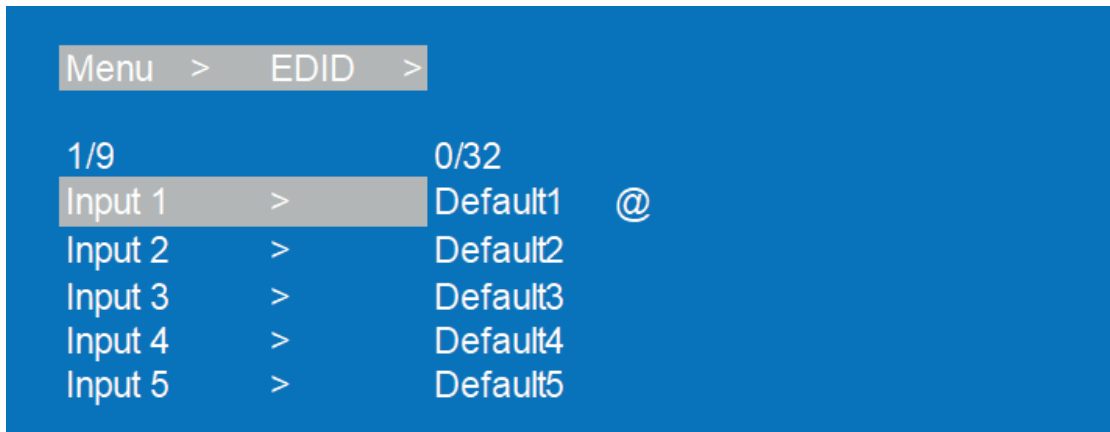 Menu > EDID >
1/9 0/32
Input 1 > Default1 @
Input 2 > Default2
Input 3 > Default3
Input 4 > Default4
Input 5 > Default5